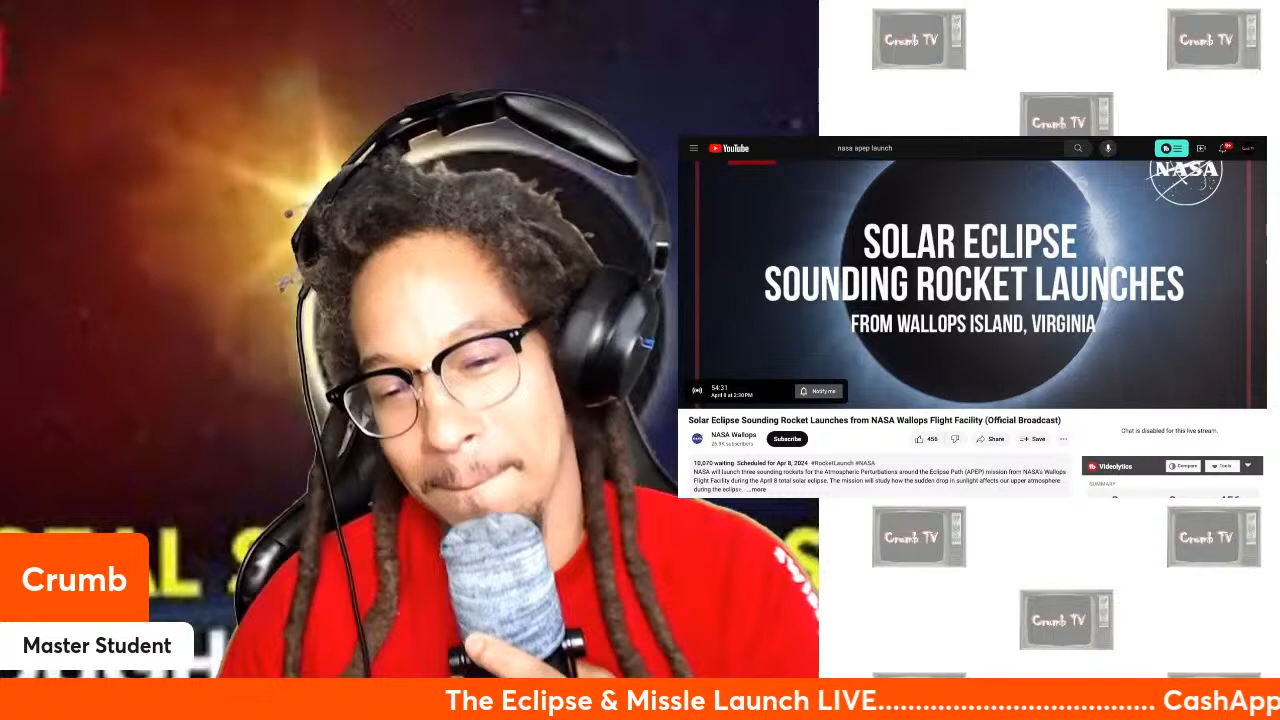 Crumb TV
Crumb TV
Crumb TV
YouTube
nasa apep launch
9+
NASA
SOLAR ECLIPSE
SOUNDING ROCKET LAUNCHES
FROM WALLOPS ISLAND, VIRGINIA
54:31
April 8 at 2:30 PM
Notify me
Solar Eclipse Sounding Rocket Launches from NASA Wallops Flight Facility (Official Broadcast)
NASA Wallops
Subscribe
456
Share
Save
Chat is disabled for this live stream.
10,070 waiting Scheduled for Apr 8, 2024 #RocketLaunch #NASA
NASA will launch three sounding rockets for the Atmospheric Perturbations around the Eclipse Path (APEP) mission from NASA's Wallops
Flight Facility during the April 8 total solar eclipse. The mission will study how the sudden drop in sunlight affects our upper atmosphere
during the eclipse. ...more
Videolytics
Compare
Tools
SUMMARY
Crumb TV
Crumb TV
Crumb TV
Crumb
Master Student
The Eclipse & Missle Launch LIVE..................................... CashApp